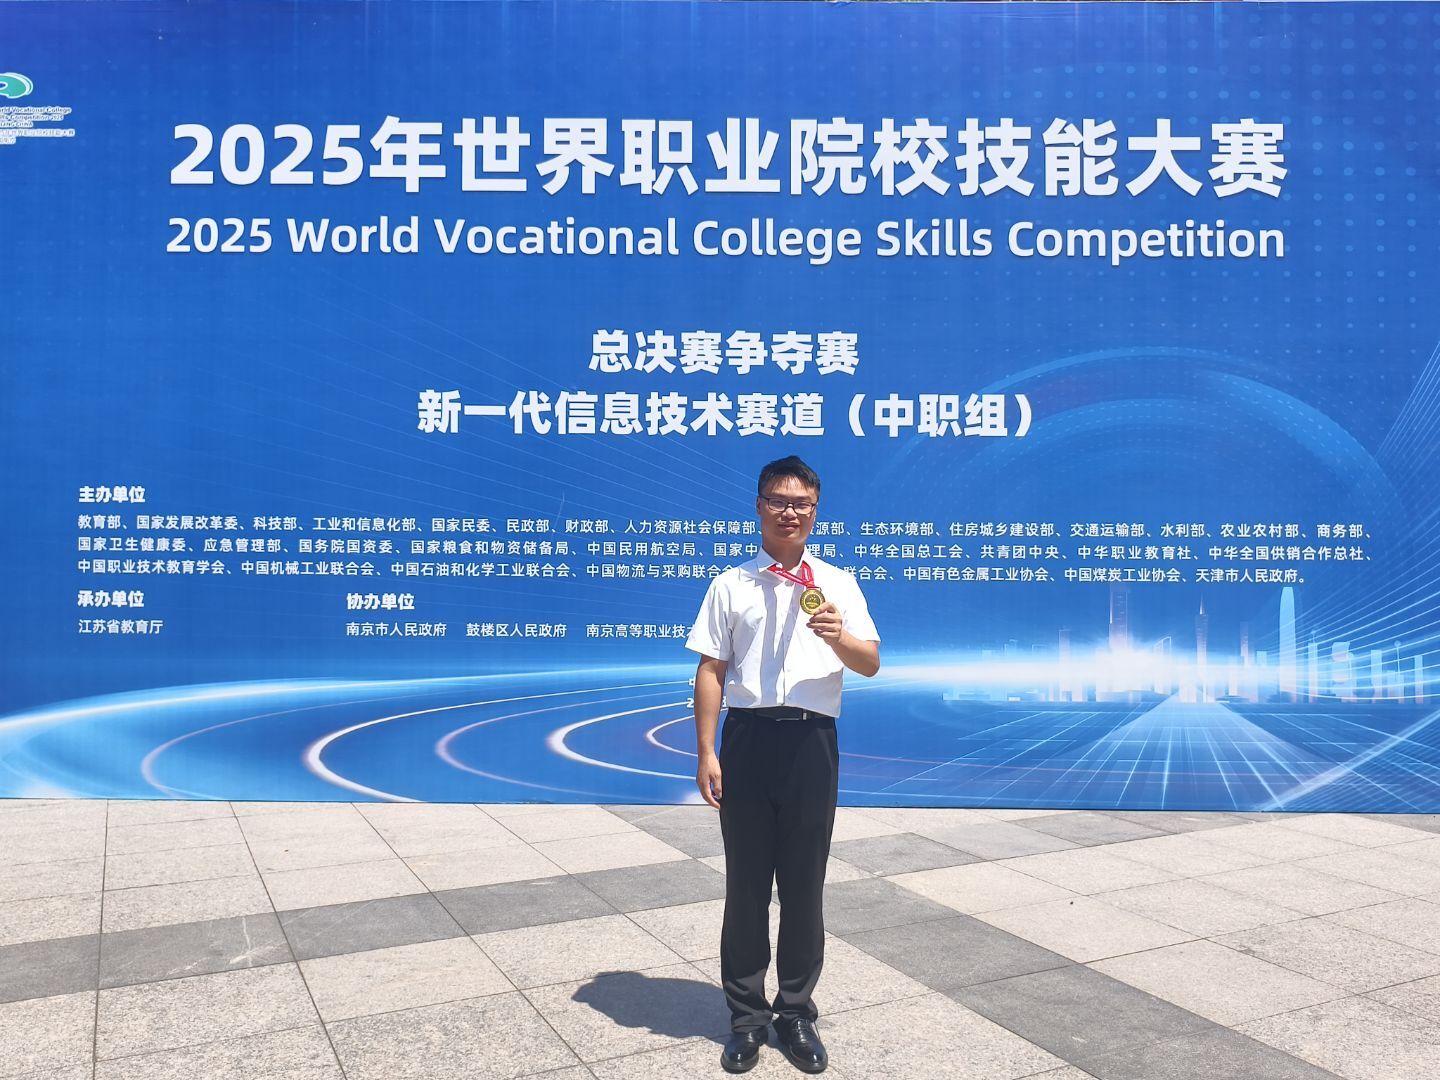 World Vocational College
Skills Competition 2025
2025年世界职业院校技能大赛
2025 World Vocational College Skills Competition
总决赛争夺赛
新一代信息技术赛道（中职组）
主办单位
教育部、国家发展改革委、科技部、工业和信息化部、国家民委、民政部、财政部、人力资源社会保障部、 源部、生态环境部、住房城乡建设部、交通运输部、水利部、农业农村部、商务部、
国家卫生健康委、应急管理部、国务院国资委、国家粮食和物资储备局、中国民用航空局、国家中 理局、中华全国总工会、共青团中央、中华职业教育社、中华全国供销合作总社、
中国职业技术教育学会、中国机械工业联合会、中国石油和化学工业联合会、中国物流与采购联合会 联合会、中国有色金属工业协会、中国煤炭工业协会、天津市人民政府。
承办单位
协办单位
江苏省教育厅
南京市人民政府 鼓楼区人民政府 南京高等职业技